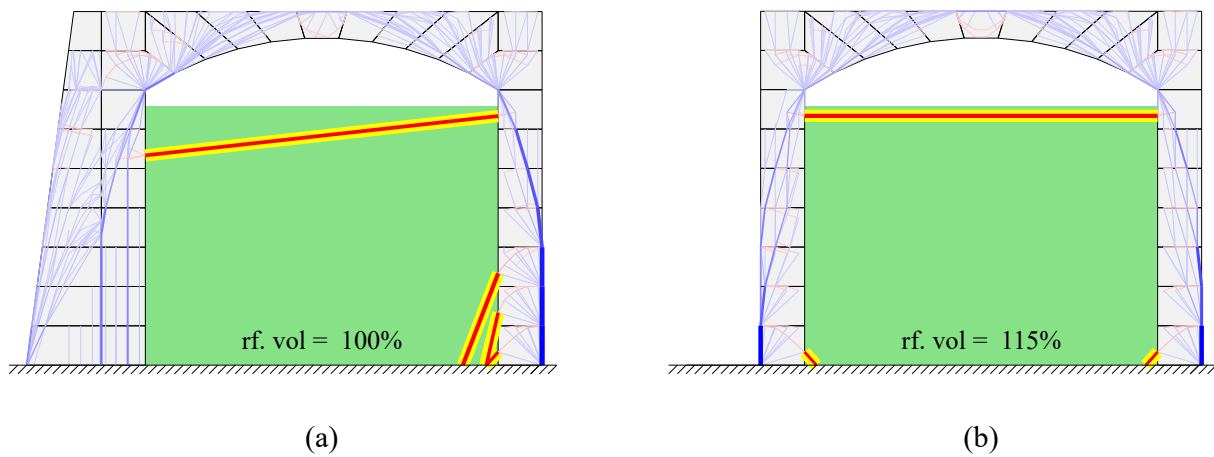 rf. vol = 100%
rf. vol = 115%
(a)
(b)